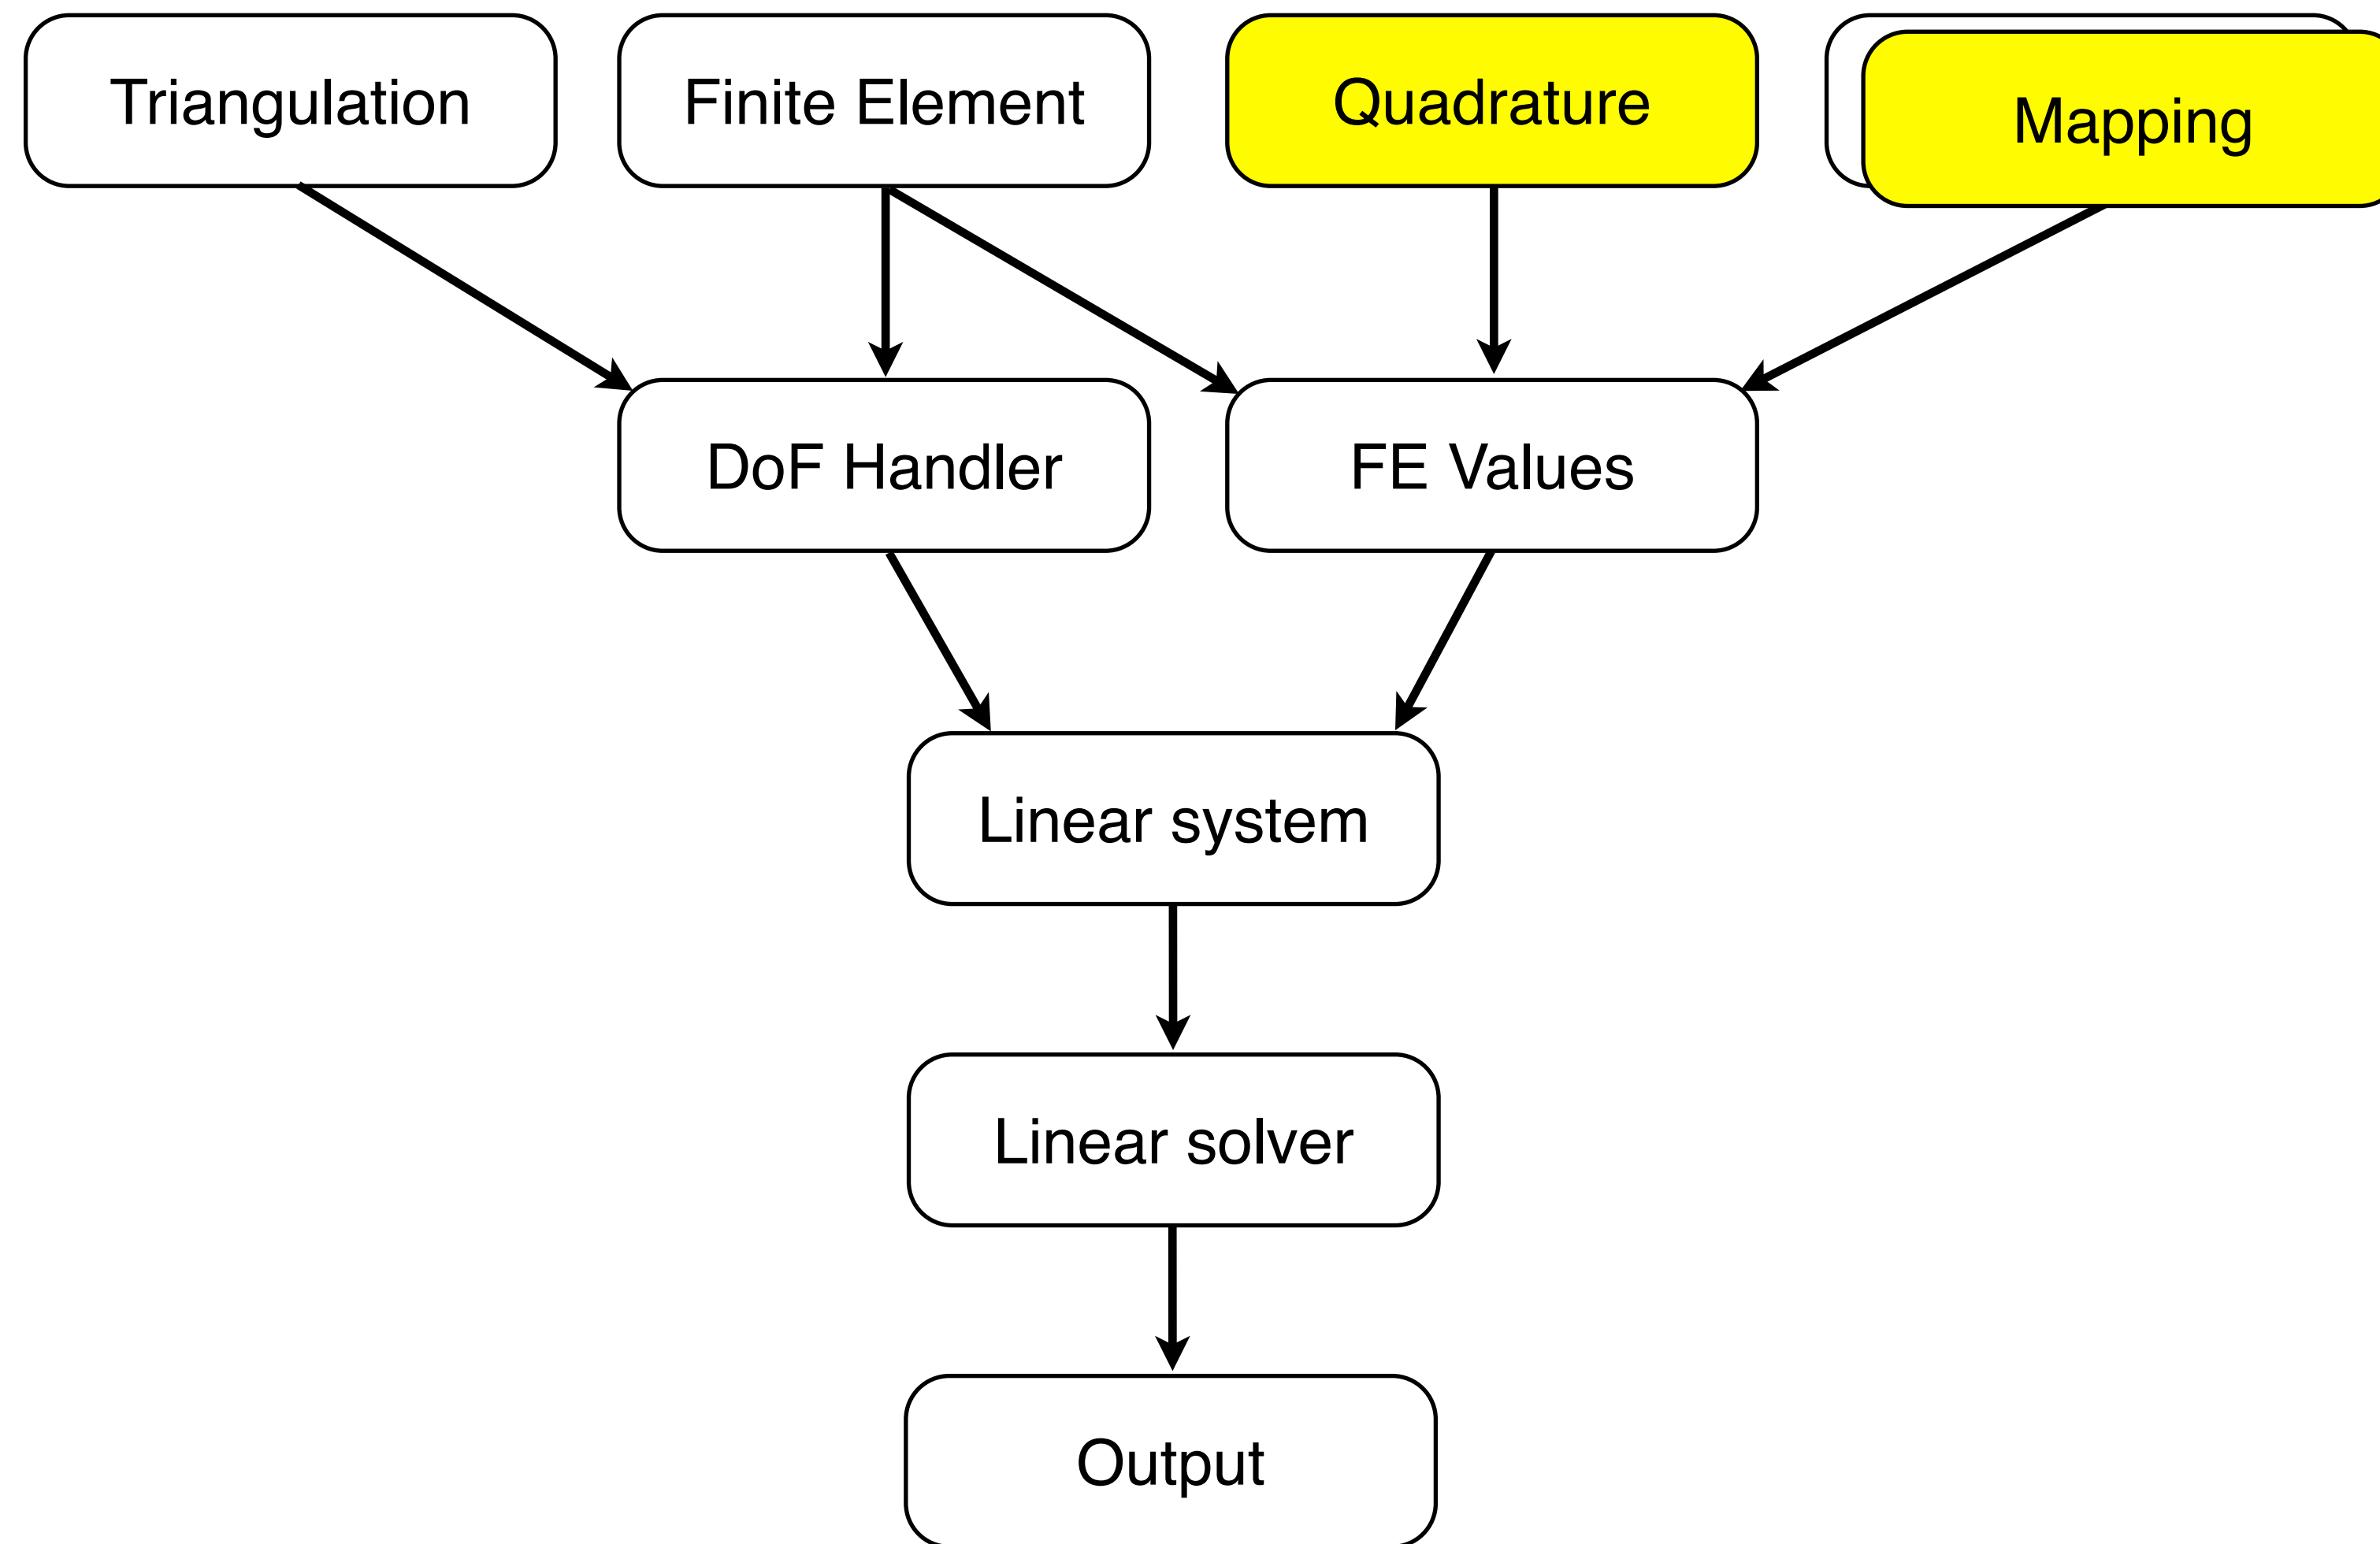 Triangulation
Finite Element
Quadrature
Mapping
DoF Handler
FE Values
Linear system
Linear solver
Output